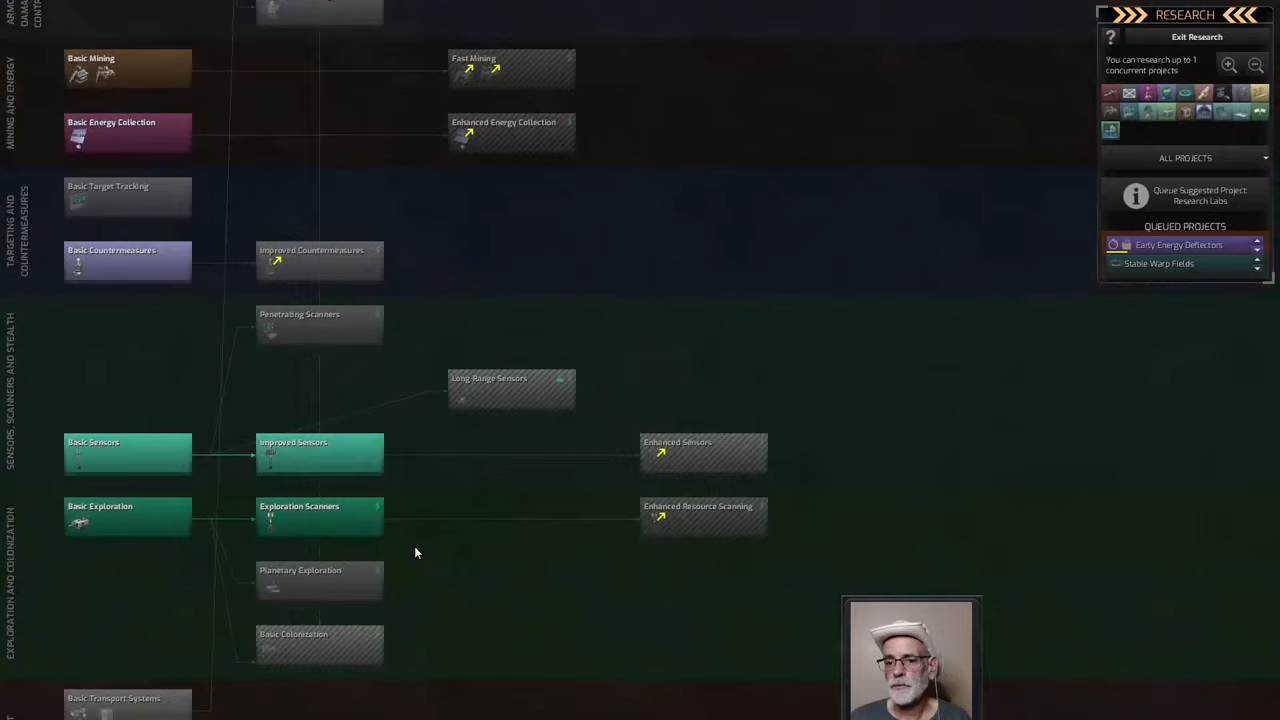 ARMO
DAMA
CONT
MINING AND ENERGY
TARGETING AND
COUNTERMEASURES
SENSORS, SCANNERS AND STEALTH
EXPLORATION AND COLONIZATION
Basic Mining
Fast Mining
Basic Energy Collection
Enhanced Energy Collection
Basic Target Tracking
Basic Countermeasures
Improved Countermeasures
Penetrating Scanners
Long Range Sensors
Basic Sensors
Improved Sensors
Enhanced Sensors
Basic Exploration
Exploration Scanners
Enhanced Resource Scanning
Planetary Exploration
Basic Colonization
Basic Transport Systems
RESEARCH
? Exit Research
You can research up to 1
concurrent projects
ALL PROJECTS
Queue Suggested Project:
Research Labs
QUEUED PROJECTS
Early Energy Deflectors
Stable Warp Fields